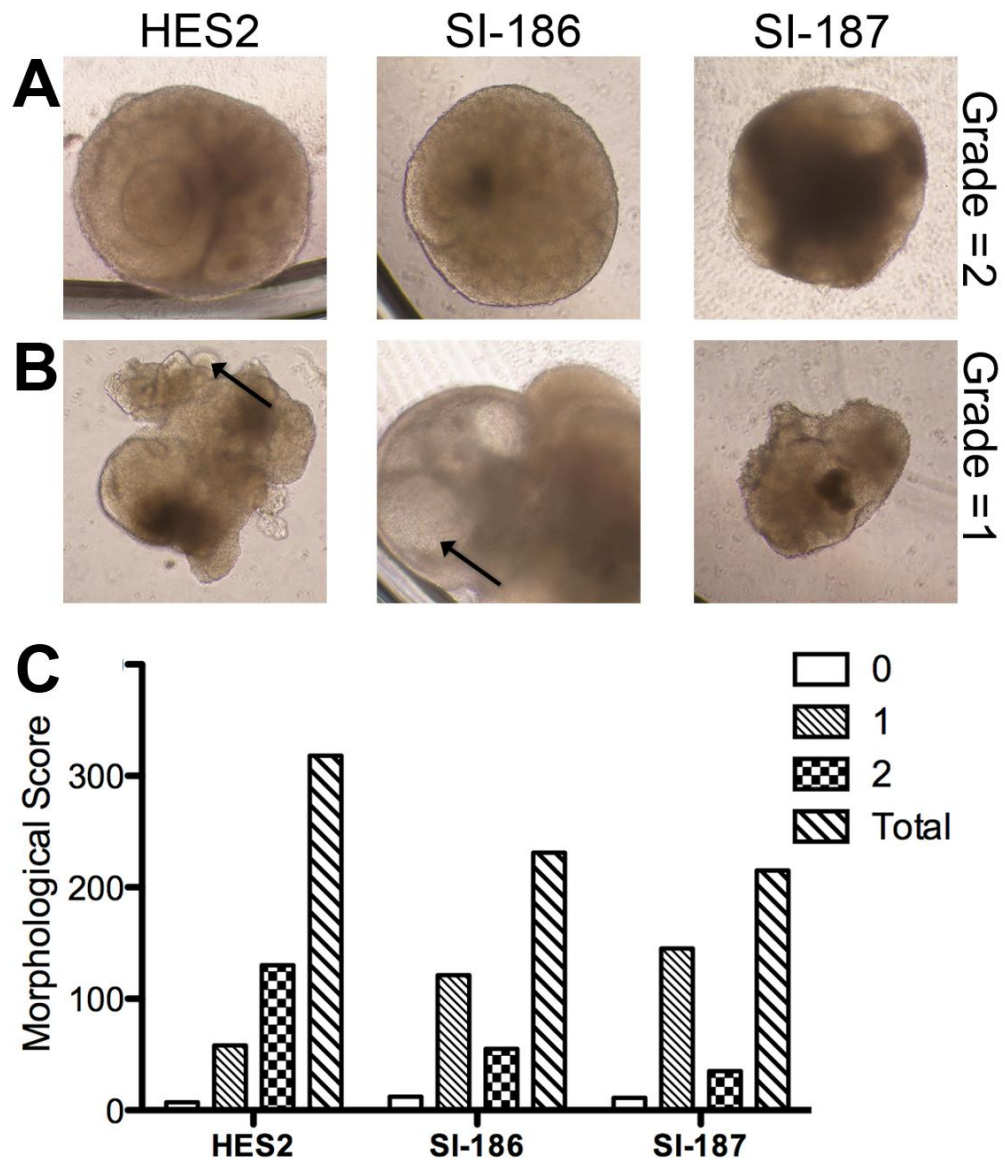 HES2 SI-186 SI-187
A
Grade =2
B
Grade =1
C
Morphological Score
300
200
100
0
0
1
2
Total
HES2 SI-186 SI-187